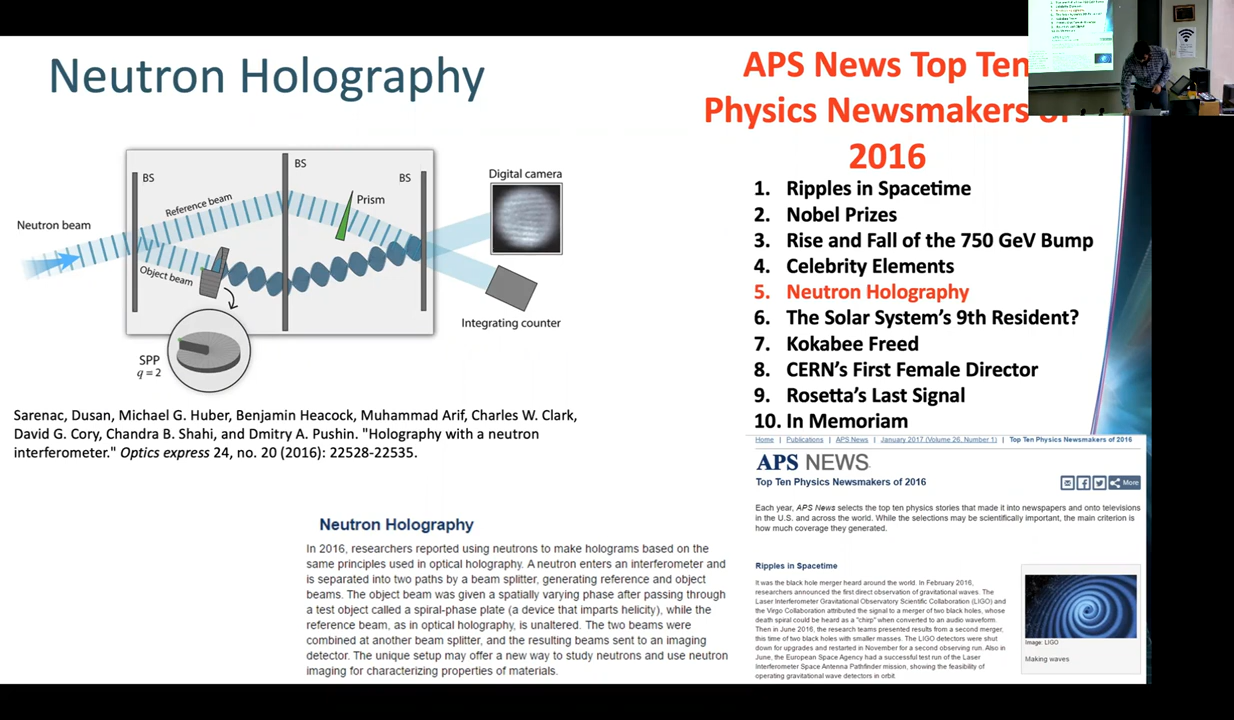 Neutron Holography
BS
BS
BS
Reference beam
Prism
Neutron beam
Object beam
Digital camera
Integrating counter
SPP
q = 2
Sarenac, Dusan, Michael G. Huber, Benjamin Heacock, Muhammad Arif, Charles W. Clark,
David G. Cory, Chandra B. Shahi, and Dmitry A. Pushin. "Holography with a neutron
interferometer." Optics express 24, no. 20 (2016): 22528-22535.
Neutron Holography
In 2016, researchers reported using neutrons to make holograms based on the
same principles used in optical holography. A neutron enters an interferometer and
is separated into two paths by a beam splitter, generating reference and object
beams. The object beam was given a spatially varying phase after passing through
a test object called a spiral-phase plate (a device that imparts helicity), while the
reference beam, as in optical holography, is unaltered. The two beams were
combined at another beam splitter, and the resulting beams sent to an imaging
detector. The unique setup may offer a new way to study neutrons and use neutron
imaging for characterizing properties of materials.
APS News Top Ten
Physics Newsmakers
2016
1. Ripples in Spacetime
2. Nobel Prizes
3. Rise and Fall of the 750 GeV Bump
4. Celebrity Elements
5. Neutron Holography
6. The Solar System's 9th Resident?
7. Kokabee Freed
8. CERN's First Female Director
9. Rosetta's Last Signal
10. In Memoriam
Home | Publications | APS News | January 2017 (Volume 26, Number 1) | Top Ten Physics Newsmakers of 2016
APS NEWS
Top Ten Physics Newsmakers of 2016
More
Each year, APS News selects the top ten physics stories that made it into newspapers and onto televisions
in the U.S. and across the world. While the selections may be scientifically important, the main criterion is
how much coverage they generated.
Ripples in Spacetime
It was the black hole merger heard around the world. In February 2016,
researchers announced the first direct observation of gravitational waves. The
Laser Interferometer Gravitational Observatory Scientific Collaboration (LIGO) and
the Virgo Collaboration attributed the signal to a merger of two black holes, whose
death spiral could be heard as a "chirp" when converted to an audio waveform.
Then in June 2016, the research teams presented results from a second merger,
this time of two black holes with smaller masses. The LIGO detectors were shut
down for upgrades and restarted in November for a second observing run. Also in
June, the European Space Agency had a successful test run of the Laser
Interferometer Space Antenna Pathfinder mission, showing the feasibility of
operating gravitational wave detectors in orbit.
Image: LIGO
Making waves